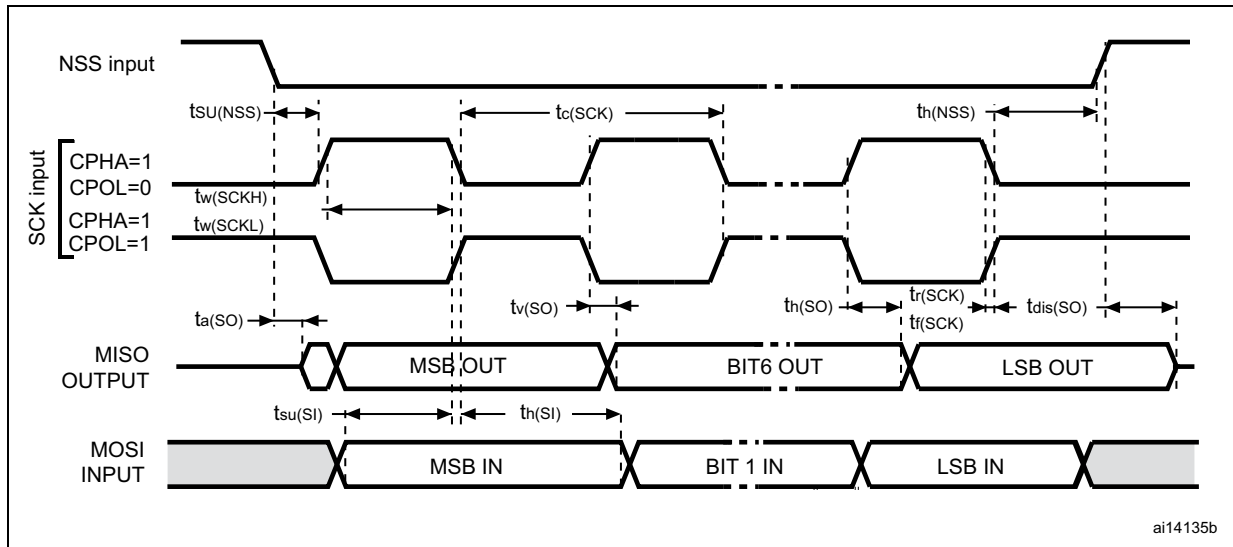 NSS input
tSU(NSS)
tc(SCK)
th(NSS)
SCK input
CPHA=1
CPOL=0
tw(SCKH)
CPHA=1
tw(SCKL)
CPOL=1
ta(SO)
tv(SO)
th(SO)
tr(SCK)
tf(SCK)
tdis(SO)
MISO
OUTPUT
MSB OUT
BIT6 OUT
LSB OUT
tsu(SI)
th(SI)
MOSI
INPUT
MSB IN
BIT 1 IN
LSB IN
ai14135b